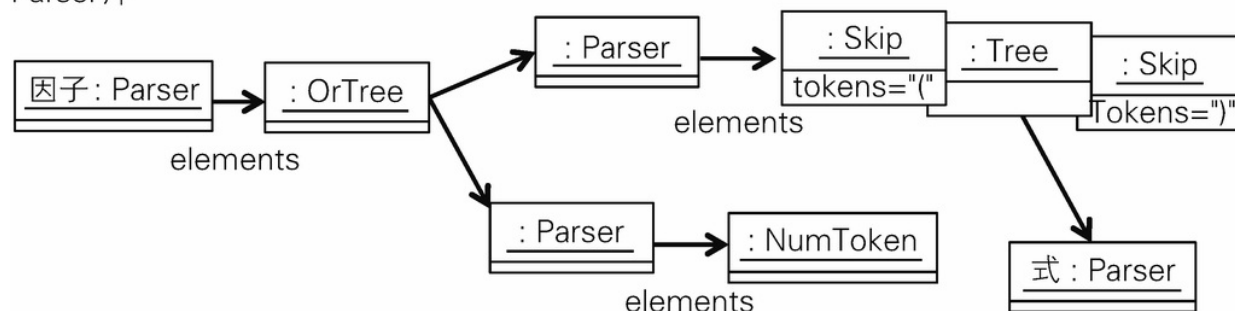 : Parser
: Skip
tokens="("
: Tree
: Skip
Tokens=")"
因子 : Parser
: OrTree
elements
elements
: Parser
: NumToken
elements
式 : Parser